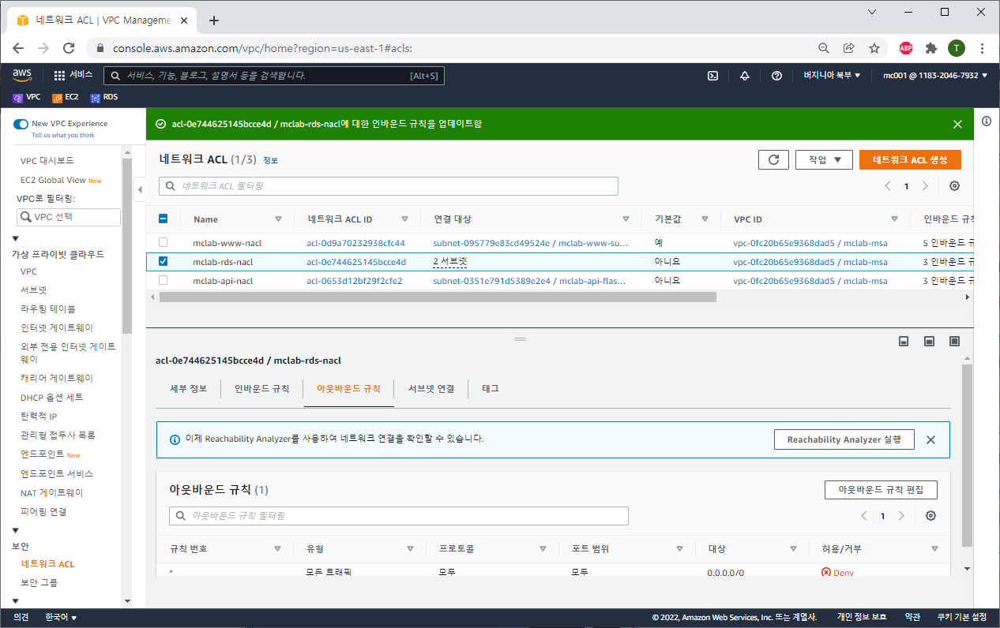 네트워크 ACL | VPC Manageme
console.aws.amazon.com/vpc/home?region=us-east-1#acls:
ABP
T
aws
서비스
서비스, 기능, 블로그, 설명서 등을 검색합니다.
[Alt+S]
버지니아 북부
mc001 @ 1183-2046-7932
VPC
EC2
RDS
New VPC Experience
Tell us what you think
VPC 대시보드
EC2 Global View New
VPC로 필터링:
VPC 선택
가상 프라이빗 클라우드
VPC
서브넷
라우팅 테이블
인터넷 게이트웨이
외부 전용 인터넷 게이트
웨이
캐리어 게이트웨이
DHCP 옵션 세트
탄력적 IP
관리형 접두사 목록
엔드포인트 New
엔드포인트 서비스
NAT 게이트웨이
피어링 연결
보안
네트워크 ACL
보안 그룹
acl-0e744625145bcce4d / mclab-rds-nacl에 대한 인바운드 규칙을 업데이트함
네트워크 ACL (1/3) 정보
작업
네트워크 ACL 생성
네트워크 ACL 필터링
1
Name 네트워크 ACL ID 연결 대상 기본값 VPC ID 인바운드 규칙
mclab-www-nacl acl-0d9a70232938cfc44 subnet-095779e83cd49524e / mclab-www-su... 예 vpc-0fc20b65e9368dad5 / mclab-msa 5 인바운드 규
mclab-rds-nacl acl-0e744625145bcce4d 2 서브넷 아니요 vpc-0fc20b65e9368dad5 / mclab-msa 3 인바운드 규
mclab-api-nacl acl-0653d12bf29f2cfe2 subnet-0351e791d5389e2e4 / mclab-api-flas... 아니요 vpc-0fc20b65e9368dad5 / mclab-msa 3 인바운드 규
acl-0e744625145bcce4d / mclab-rds-nacl
세부 정보 인바운드 규칙 아웃바운드 규칙 서브넷 연결 태그
이제 Reachability Analyzer를 사용하여 네트워크 연결을 확인할 수 있습니다.
Reachability Analyzer 실행
아웃바운드 규칙 (1)
아웃바운드 규칙 편집
아웃바운드 규칙 필터링
1
규칙 번호 유형 프로토콜 포트 범위 대상 허용/거부
* 모든 트래픽 모두 모두 0.0.0.0/0 Deny
의견
한국어
© 2022, Amazon Web Services, Inc. 또는 계열사.
개인 정보 보호
약관
쿠키 기본 설정